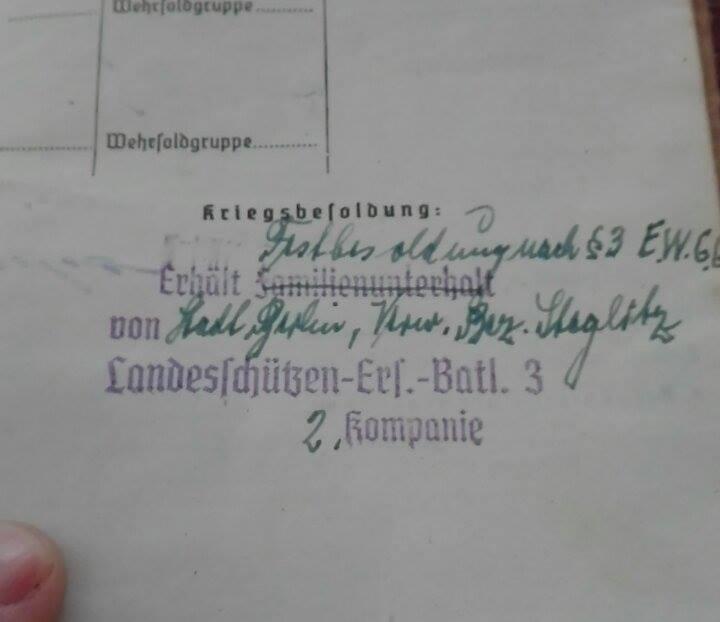 Wehrsoldgruppe ..........
Wehrsoldgruppe ..........
Kriegsbesoldung:
Festbesoldung nach § 3 E.W.G.G
Erhält Familienunterhalt
von Stadt Berlin, Verw. Bez. Steglitz
Landesschützen-Ers.-Batl. 3
2. Kompanie